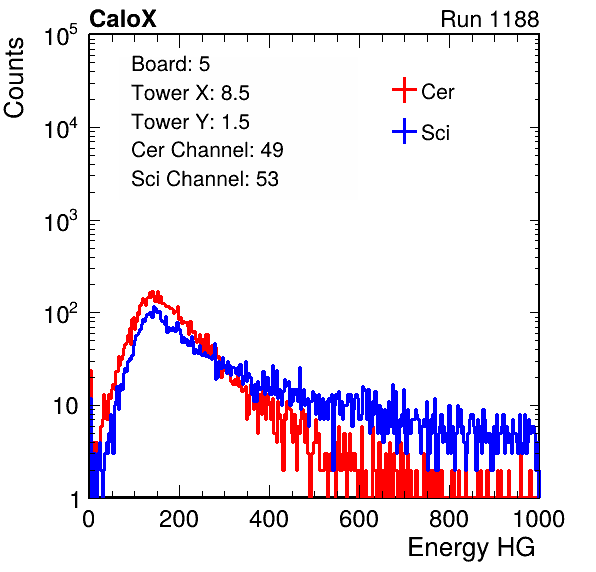 CaloX Run 1188
Counts
10^5
10^4
10^3
10^2
10
1
Board: 5
Tower X: 8.5
Tower Y: 1.5
Cer Channel: 49
Sci Channel: 53
Cer
Sci
0 200 400 600 800 1000
Energy HG